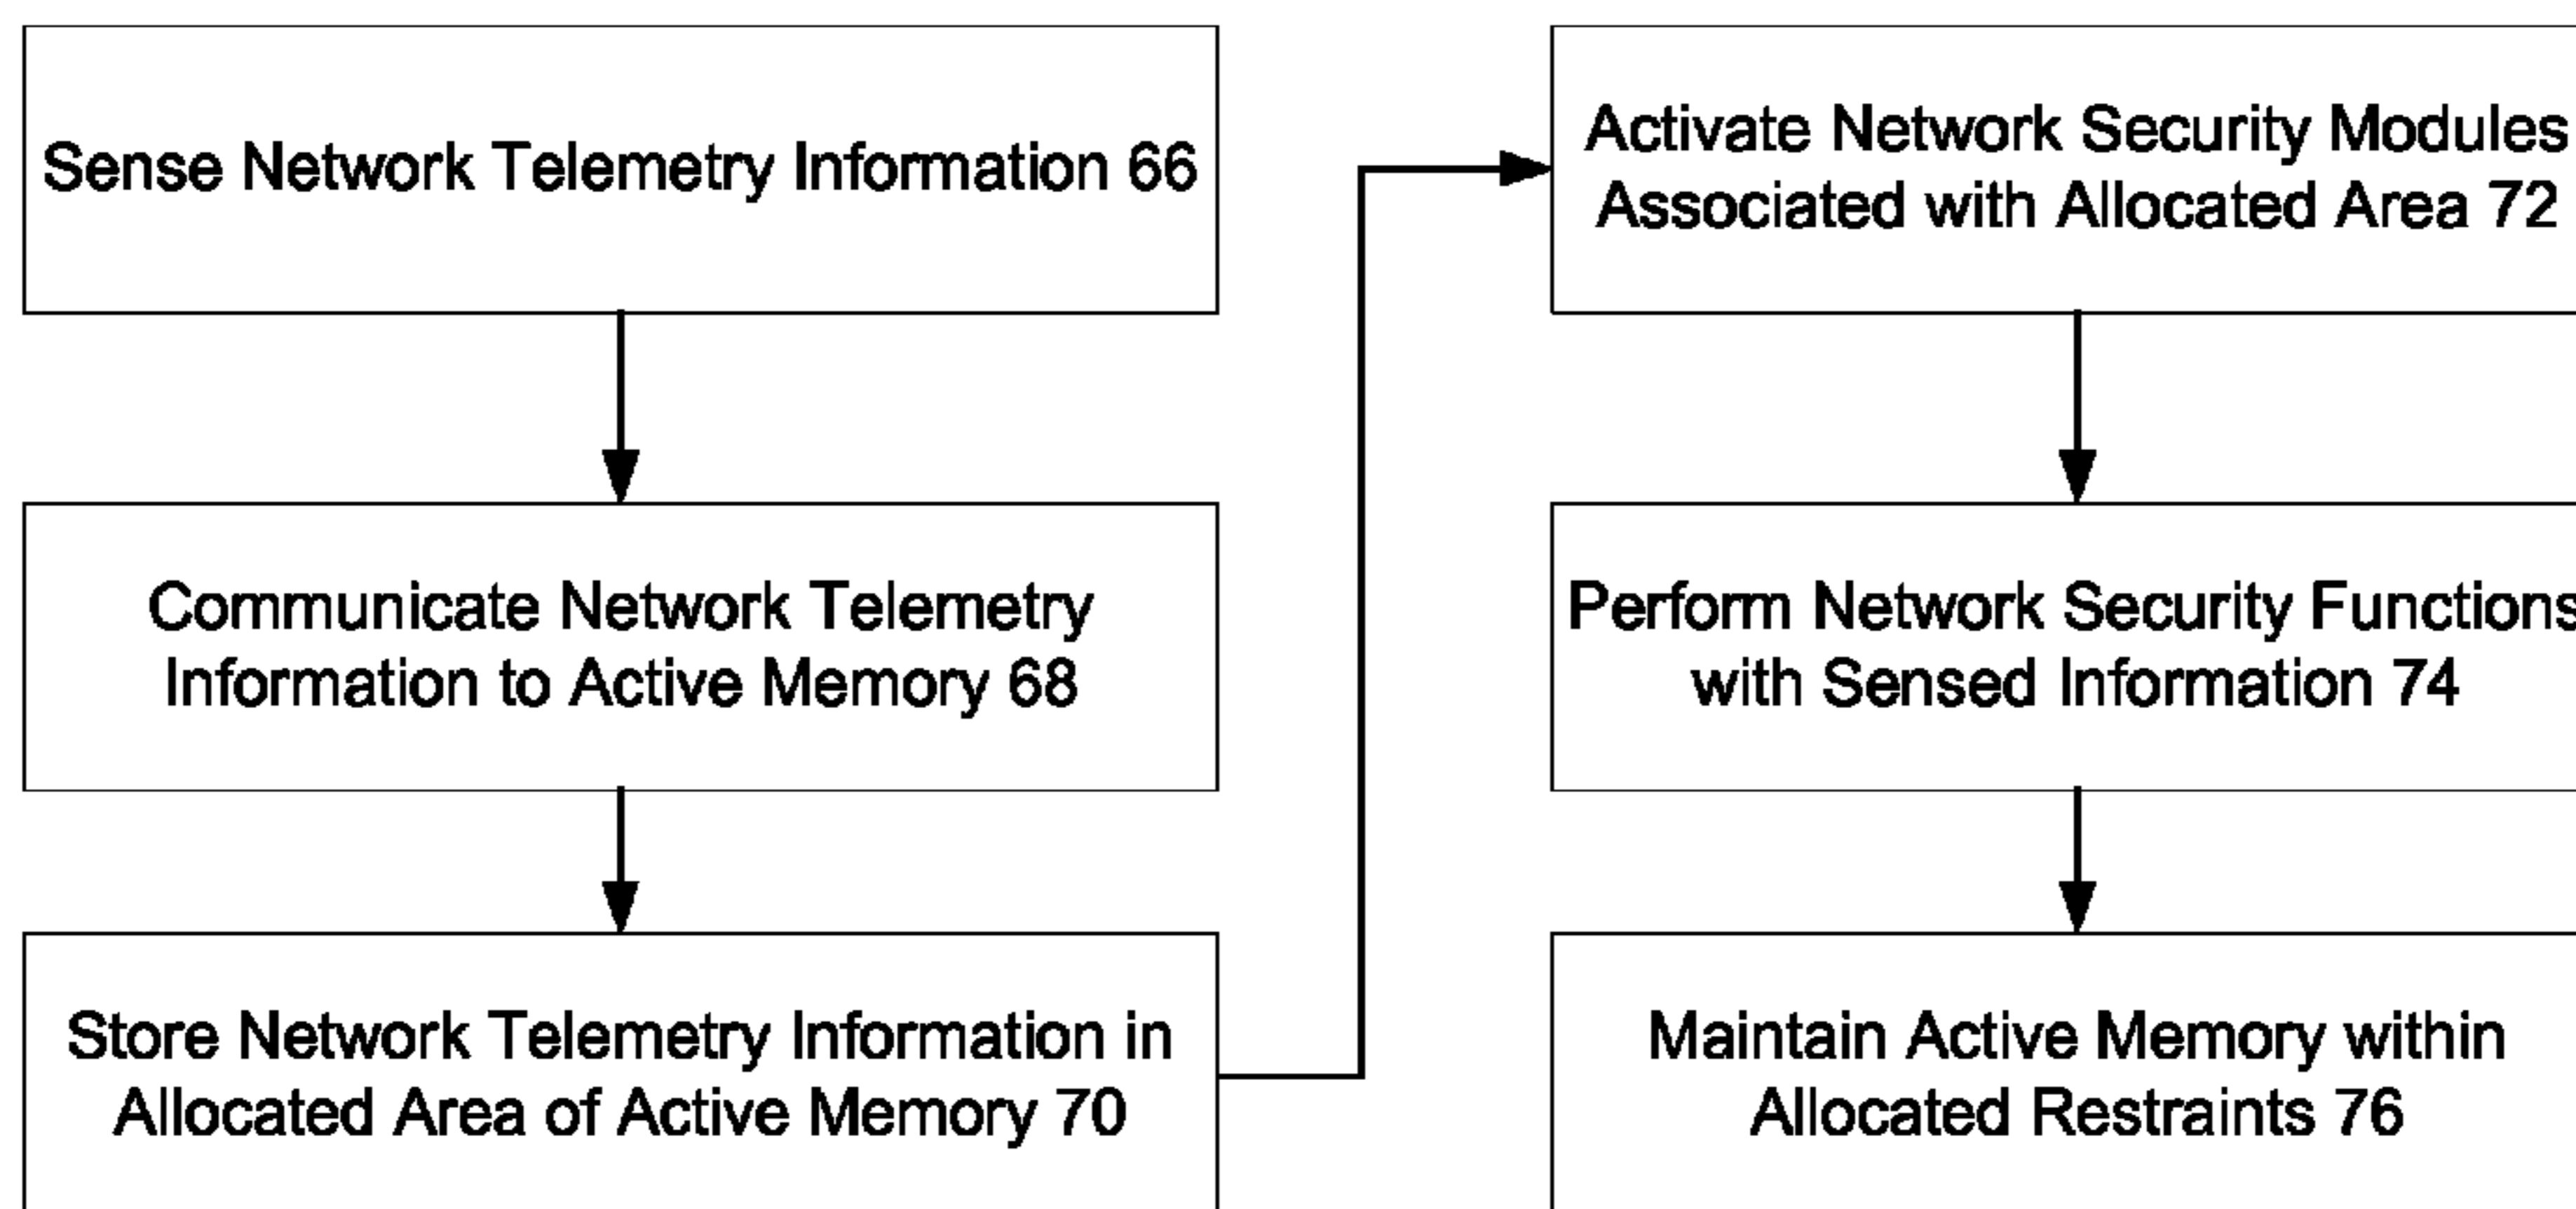 Sense Network Telemetry Information 66
Communicate Network Telemetry
Information to Active Memory 68
Store Network Telemetry Information in
Allocated Area of Active Memory 70
Activate Network Security Modules
Associated with Allocated Area 72
Perform Network Security Functions
with Sensed Information 74
Maintain Active Memory within
Allocated Restraints 76